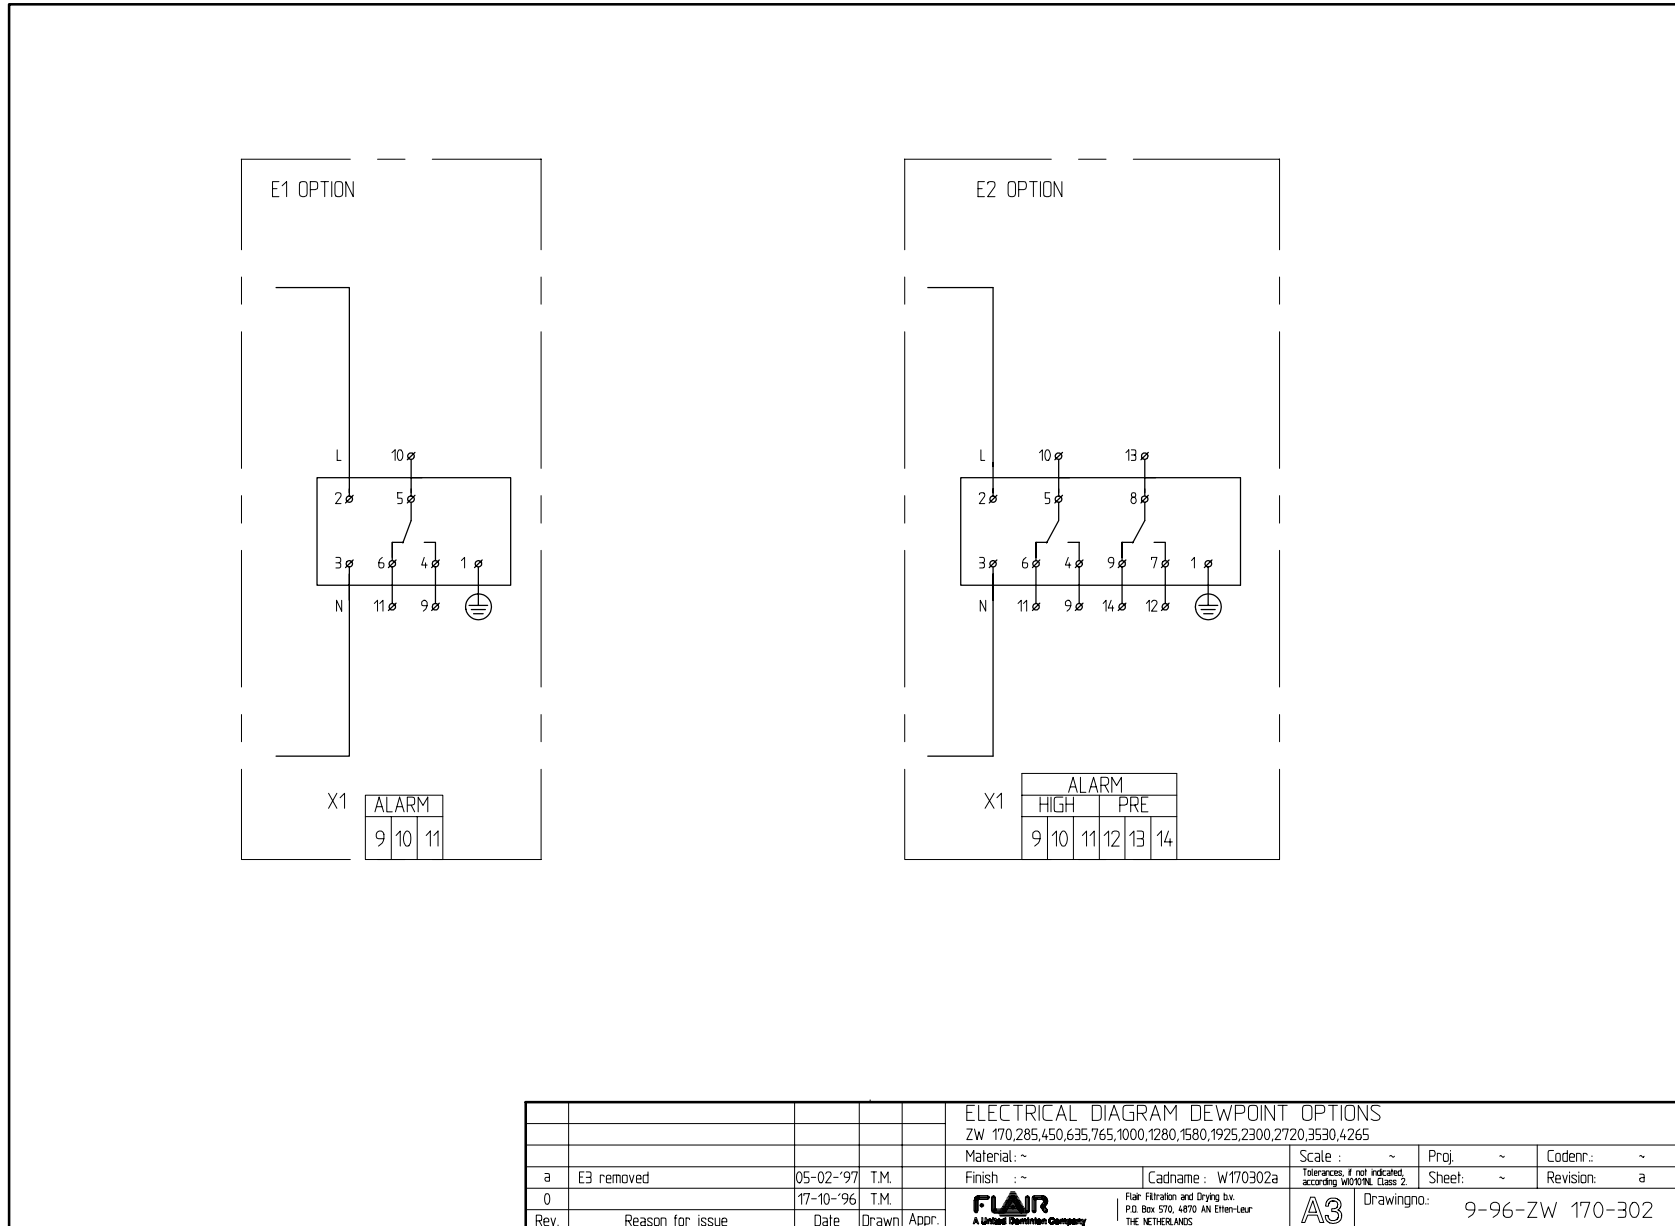 E1 OPTION
L 10
2 5
3 6 4 1
N 11 9
X1 ALARM
9 10 11
E2 OPTION
L 10 13
2 5 8
3 6 4 9 7 1
N 11 9 14 12
ALARM
X1 HIGH PRE
9 10 11 12 13 14
ELECTRICAL DIAGRAM DEWPOINT OPTIONS
ZW 170,285,450,635,765,1000,1280,1580,1925,2300,2720,3530,4265
Material: ~ Scale : ~ Proj. ~ Codenr.: ~
a E3 removed 05-02-'97 T.M. Finish : ~ Cadname : W170302a Tolerances, if not indicated, Sheet: ~ Revision: a
according WI0101NL Class 2.
0 17-10-'96 T.M.
Rev. Reason for issue Date Drawn Appr.
FLAIR
A United Dominion Company
Flair Filtration and Drying b.v.
P.O. Box 570, 4870 AN Etten-Leur
THE NETHERLANDS
A3 Drawingno.: 9-96-ZW 170-302